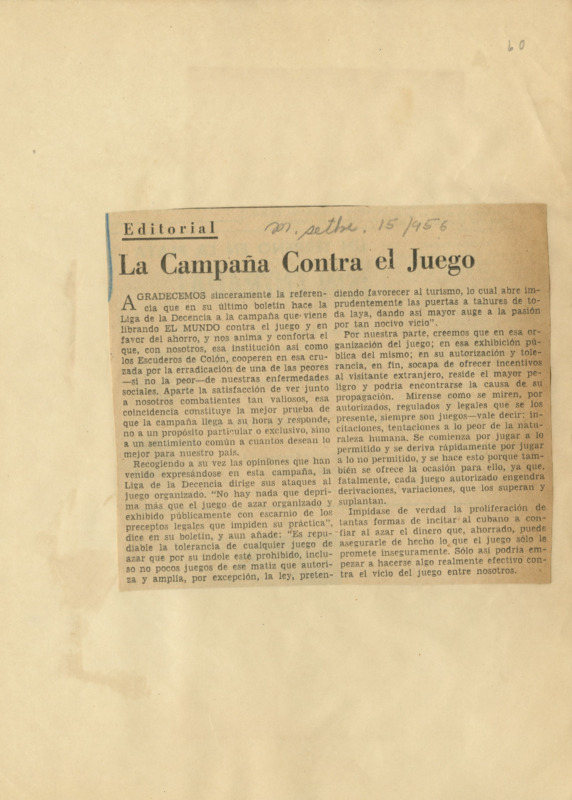 60
Editorial
M. setbre. 15/956
La Campaña Contra el Juego
AGRADECEMOS sinceramente la referen-
cia que en su último boletín hace la
Liga de la Decencia a la campaña que viene
librando EL MUNDO contra el juego y en
favor del ahorro, y nos anima y conforta el
que, con nosotros, esa institución así como
los Escuderos de Colón, cooperen en esa cru-
zada por la erradicación de una de las peores
—si no la peor—de nuestras enfermedades
sociales. Aparte la satisfacción de ver junto
a nosotros combatientes tan valiosos, esa
coincidencia constituye la mejor prueba de
que la campaña llega a su hora y responde,
no a un propósito particular o exclusivo, sino
a un sentimiento común a cuantos desean lo
mejor para nuestro país.
Recogiendo a su vez las opiniones que han
venido expresándose en esta campaña, la
Liga de la Decencia dirige sus ataques al
juego organizado. "No hay nada que depri-
ma más que el juego de azar organizado y
exhibido públicamente con escarnio de los
preceptos legales que impiden su práctica",
dice en su boletín, y aun añade: "Es repu-
diable la tolerancia de cualquier juego de
azar que por su índole esté prohibido, inclu-
so no pocos juegos de ese matiz que autori-
za y amplía, por excepción, la ley, preten-
diendo favorecer al turismo, lo cual abre im-
prudentemente las puertas a tahures de to-
da laya, dando así mayor auge a la pasión
por tan nocivo vicio".
Por nuestra parte, creemos que en esa or-
ganización del juego; en esa exhibición pú-
blica del mismo; en su autorización y tole-
rancia, en fin, socapa de ofrecer incentivos
al visitante extranjero, reside el mayor pe-
ligro y podría encontrarse la causa de su
propagación. Mírense como se miren, por
autorizados, regulados y legales que se los
presente, siempre son juegos—vale decir: in-
citaciones, tentaciones a lo peor de la natu-
raleza humana. Se comienza por jugar a lo
permitido y se deriva rápidamente por jugar
a lo no permitido, y se hace esto porque tam-
bién se ofrece la ocasión para ello, ya que,
fatalmente, cada juego autorizado engendra
derivaciones, variaciones, que los superan y
suplantan.
Impídase de verdad la proliferación de
tantas formas de incitar al cubano a con-
fiar al azar el dinero que, ahorrado, puede
asegurarle de hecho lo que el juego sólo le
promete inseguramente. Sólo así podría em-
pezar a hacerse algo realmente efectivo con-
tra el vicio del juego entre nosotros.